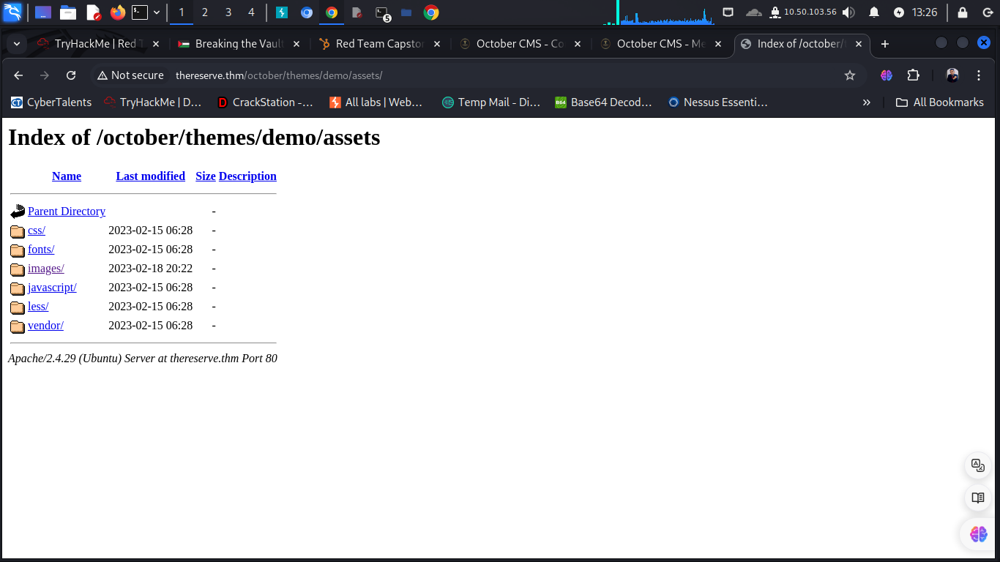 1 2 3 4 5 10.50.103.56 13:26
TryHackMe | Red T Breaking the Vault Red Team Capsto October CMS - Co October CMS - Me Index of /october/
Not secure thereserve.thm/october/themes/demo/assets/
CT CyberTalents TryHackMe | D... D CrackStation -... All labs | Web... Temp Mail - Di... B64 Base64 Decod... Nessus Essenti... » All Bookmarks
Index of /october/themes/demo/assets
Name Last modified Size Description
Parent Directory -
css/ 2023-02-15 06:28 -
fonts/ 2023-02-15 06:28 -
images/ 2023-02-18 20:22 -
javascript/ 2023-02-15 06:28 -
less/ 2023-02-15 06:28 -
vendor/ 2023-02-15 06:28 -
Apache/2.4.29 (Ubuntu) Server at thereserve.thm Port 80